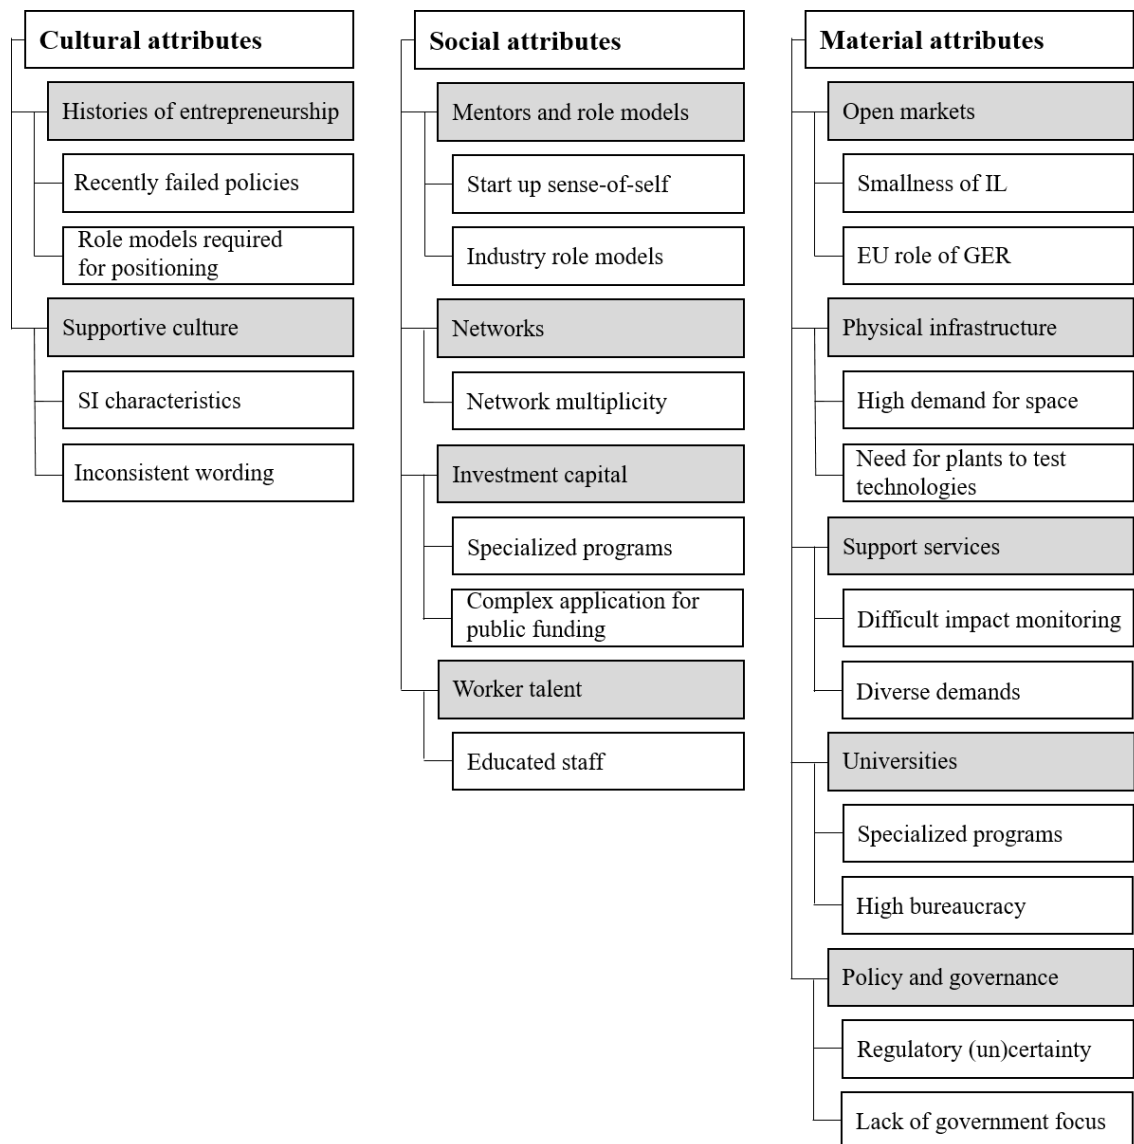 Cultural attributes
Histories of entrepreneurship
Recently failed policies
Role models required
for positioning
Supportive culture
SI characteristics
Inconsistent wording
Social attributes
Mentors and role models
Start up sense-of-self
Industry role models
Networks
Network multiplicity
Investment capital
Specialized programs
Complex application for
public funding
Worker talent
Educated staff
Material attributes
Open markets
Smallness of IL
EU role of GER
Physical infrastructure
High demand for space
Need for plants to test
technologies
Support services
Difficult impact monitoring
Diverse demands
Universities
Specialized programs
High bureaucracy
Policy and governance
Regulatory (un)certainty
Lack of government focus